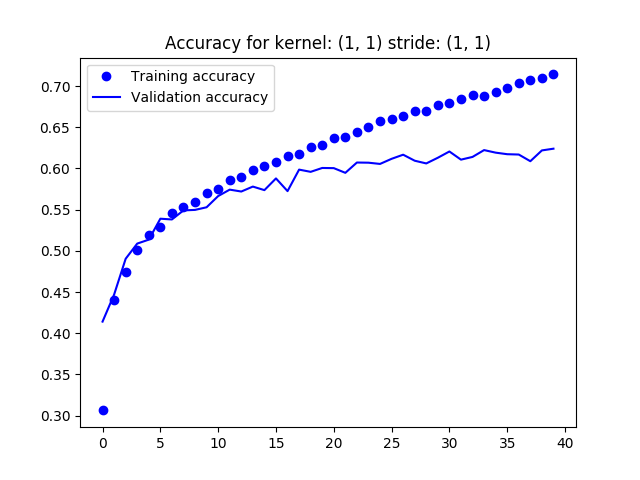 Accuracy for kernel: (1, 1) stride: (1, 1)
Training accuracy
Validation accuracy
0.70
0.65
0.60
0.55
0.50
0.45
0.40
0.35
0.30
0 5 10 15 20 25 30 35 40